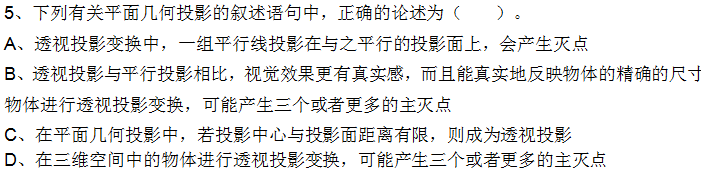 5、下列有关平面几何投影的叙述语句中，正确的论述为（　　）。
A、透视投影变换中，一组平行线投影在与之平行的投影面上，会产生灭点
B、透视投影与平行投影相比，视觉效果更有真实感，而且能真实地反映物体的精确的尺寸
物体进行透视投影变换，可能产生三个或者更多的主灭点
C、在平面几何投影中，若投影中心与投影面距离有限，则成为透视投影
D、在三维空间中的物体进行透视投影变换，可能产生三个或者更多的主灭点